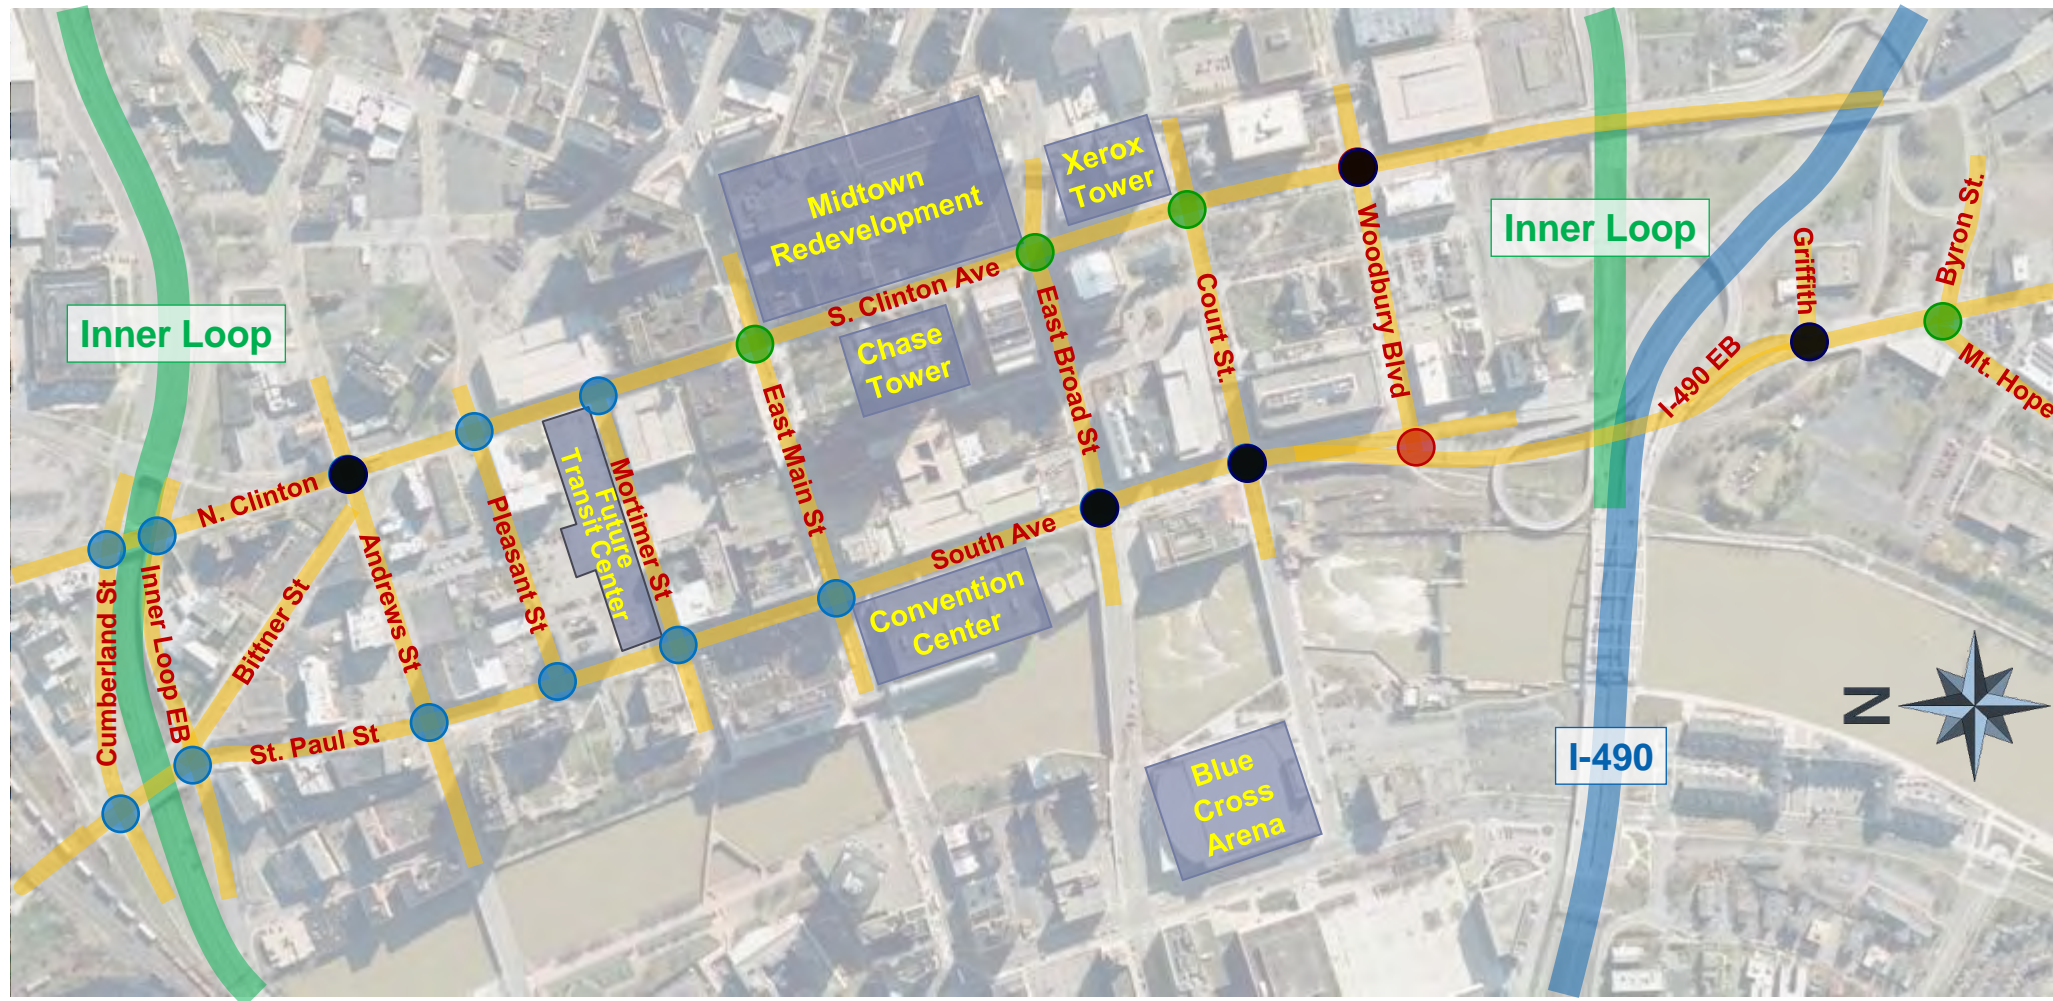 Xerox
Tower
Midtown
Redevelopment
Inner Loop
Inner Loop
S. Clinton Ave
Chase
Tower
East Broad St
Court St.
Woodbury Blvd
Griffith
Byron St.
Mt. Hope
I-490 EB
East Main St
N. Clinton
Future
Transit Center
Mortimer St
Pleasant St
South Ave
Convention
Center
Cumberland St
Inner Loop EB
Bittner St
Andrews St
St. Paul St
Blue
Cross
Arena
I-490
N